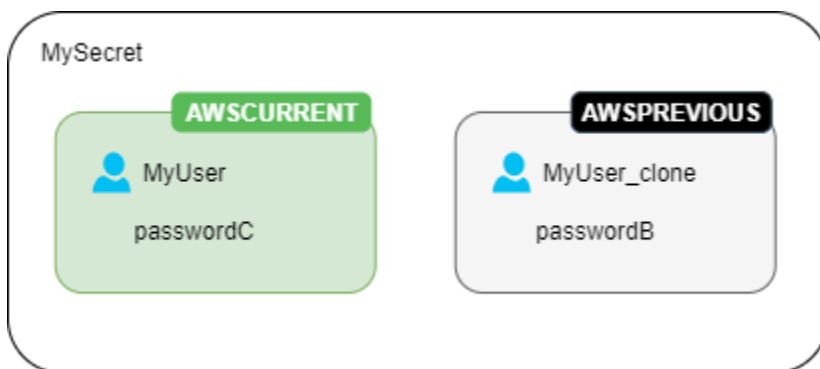 MySecret
AWSCURRENT
MyUser
passwordC
AWSPREVIOUS
MyUser_clone
passwordB